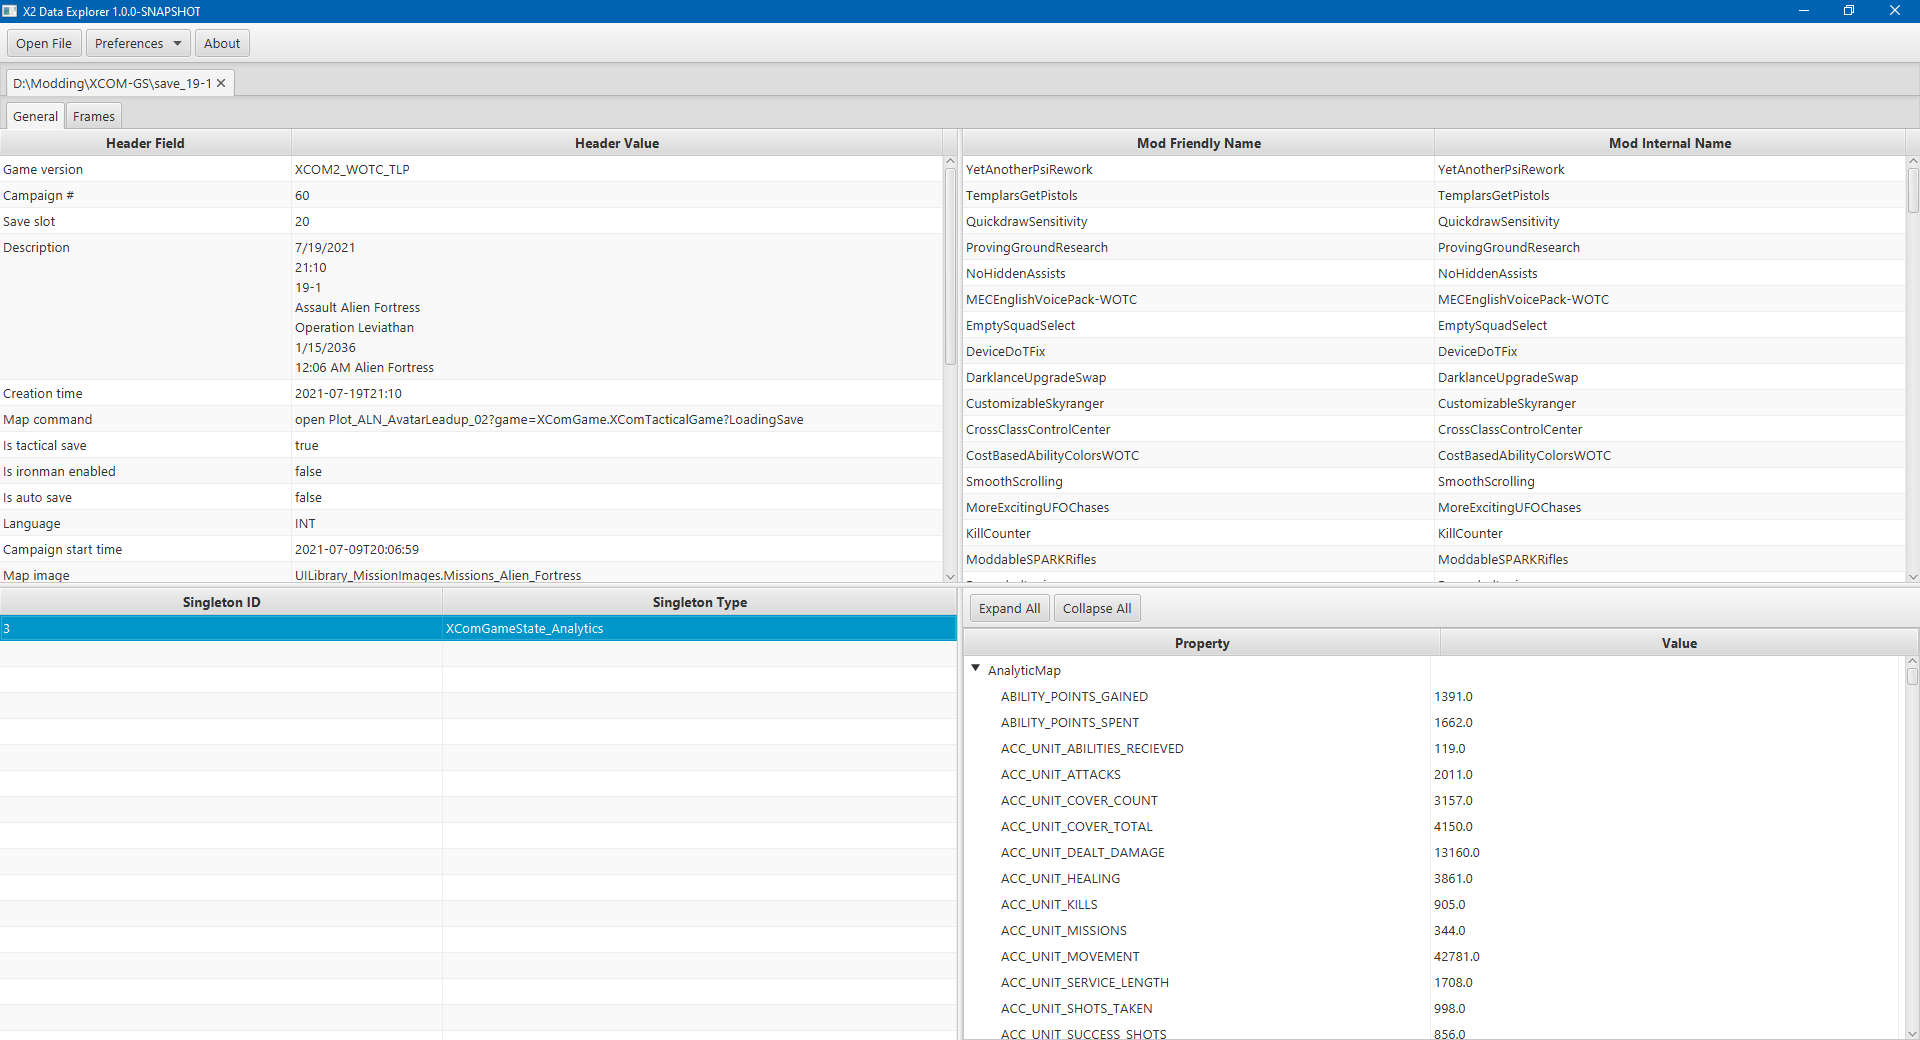 X2 Data Explorer 1.0.0-SNAPSHOT
Open File
Preferences
About
D:\Modding\XCOM-GS\save_19-1
General
Frames
Header Field Header Value
Game version XCOM2_WOTC_TLP
Campaign # 60
Save slot 20
Description 7/19/2021
21:10
19-1
Assault Alien Fortress
Operation Leviathan
1/15/2036
12:06 AM Alien Fortress
Creation time 2021-07-19T21:10
Map command open Plot_ALN_AvatarLeadup_02?game=XComGame.XComTacticalGame?LoadingSave
Is tactical save true
Is ironman enabled false
Is auto save false
Language INT
Campaign start time 2021-07-09T20:06:59
Map image UILibrary_MissionImages.Missions_Alien_Fortress
Mod Friendly Name Mod Internal Name
YetAnotherPsiRework YetAnotherPsiRework
TemplarsGetPistols TemplarsGetPistols
QuickdrawSensitivity QuickdrawSensitivity
ProvingGroundResearch ProvingGroundResearch
NoHiddenAssists NoHiddenAssists
MECEnglishVoicePack-WOTC MECEnglishVoicePack-WOTC
EmptySquadSelect EmptySquadSelect
DeviceDoTFix DeviceDoTFix
DarklanceUpgradeSwap DarklanceUpgradeSwap
CustomizableSkyranger CustomizableSkyranger
CrossClassControlCenter CrossClassControlCenter
CostBasedAbilityColorsWOTC CostBasedAbilityColorsWOTC
SmoothScrolling SmoothScrolling
MoreExcitingUFOChases MoreExcitingUFOChases
KillCounter KillCounter
ModdableSPARKRifles ModdableSPARKRifles
Singleton ID Singleton Type
3 XComGameState_Analytics
Expand All
Collapse All
Property Value
AnalyticMap
ABILITY_POINTS_GAINED 1391.0
ABILITY_POINTS_SPENT 1662.0
ACC_UNIT_ABILITIES_RECIEVED 119.0
ACC_UNIT_ATTACKS 2011.0
ACC_UNIT_COVER_COUNT 3157.0
ACC_UNIT_COVER_TOTAL 4150.0
ACC_UNIT_DEALT_DAMAGE 13160.0
ACC_UNIT_HEALING 3861.0
ACC_UNIT_KILLS 905.0
ACC_UNIT_MISSIONS 344.0
ACC_UNIT_MOVEMENT 42781.0
ACC_UNIT_SERVICE_LENGTH 1708.0
ACC_UNIT_SHOTS_TAKEN 998.0
ACC_UNIT_SUCCESS_SHOTS 856.0